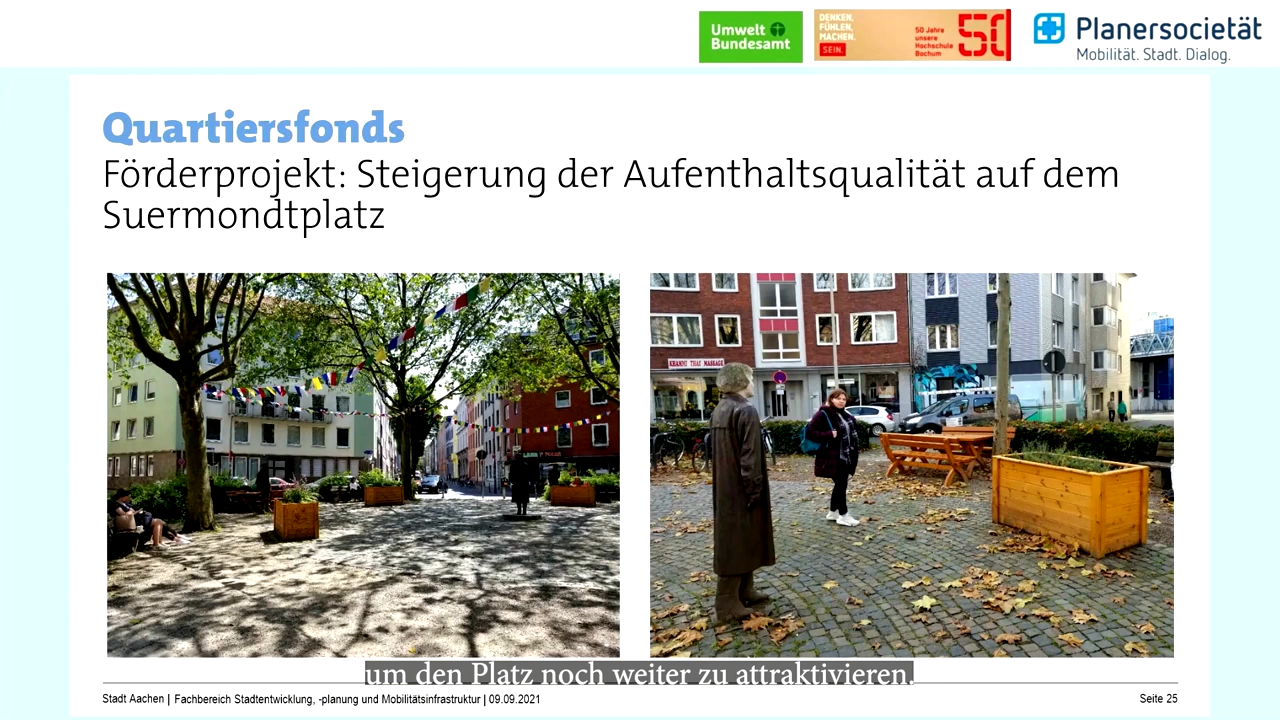 Umwelt
Bundesamt
DENKEN,
FÜHLEN,
MACHEN.
SEIN.
50 Jahre
unsere
Hochschule
Bochum
50
Planersocietät
Mobilität. Stadt. Dialog.
Quartiersfonds
Förderprojekt: Steigerung der Aufenthaltsqualität auf dem
Suermondtplatz
KHANNE THAI MASSAGE
um den Platz noch weiter zu attraktivieren.
Stadt Aachen | Fachbereich Stadtentwicklung, -planung und Mobilitätsinfrastruktur | 09.09.2021
Seite 25